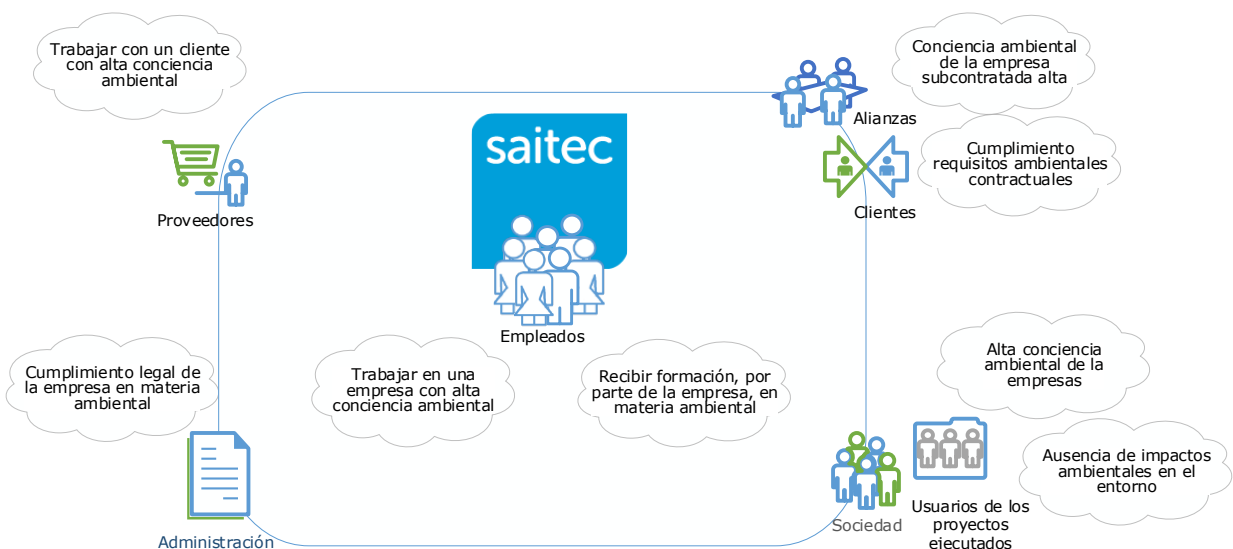 Trabajar con un cliente
con alta conciencia
ambiental
Conciencia ambiental
de la empresa
subcontratada alta
Alianzas
saitec
Cumplimiento
requisitos ambientales
contractuales
Proveedores
Clientes
Empleados
Cumplimiento legal de
la empresa en materia
ambiental
Trabajar en una
empresa con alta
conciencia ambiental
Recibir formación, por
parte de la empresa, en
materia ambiental
Alta conciencia
ambiental de la
empresas
Ausencia de impactos
ambientales en el
entorno
Administración
Sociedad
Usuarios de los
proyectos
ejecutados